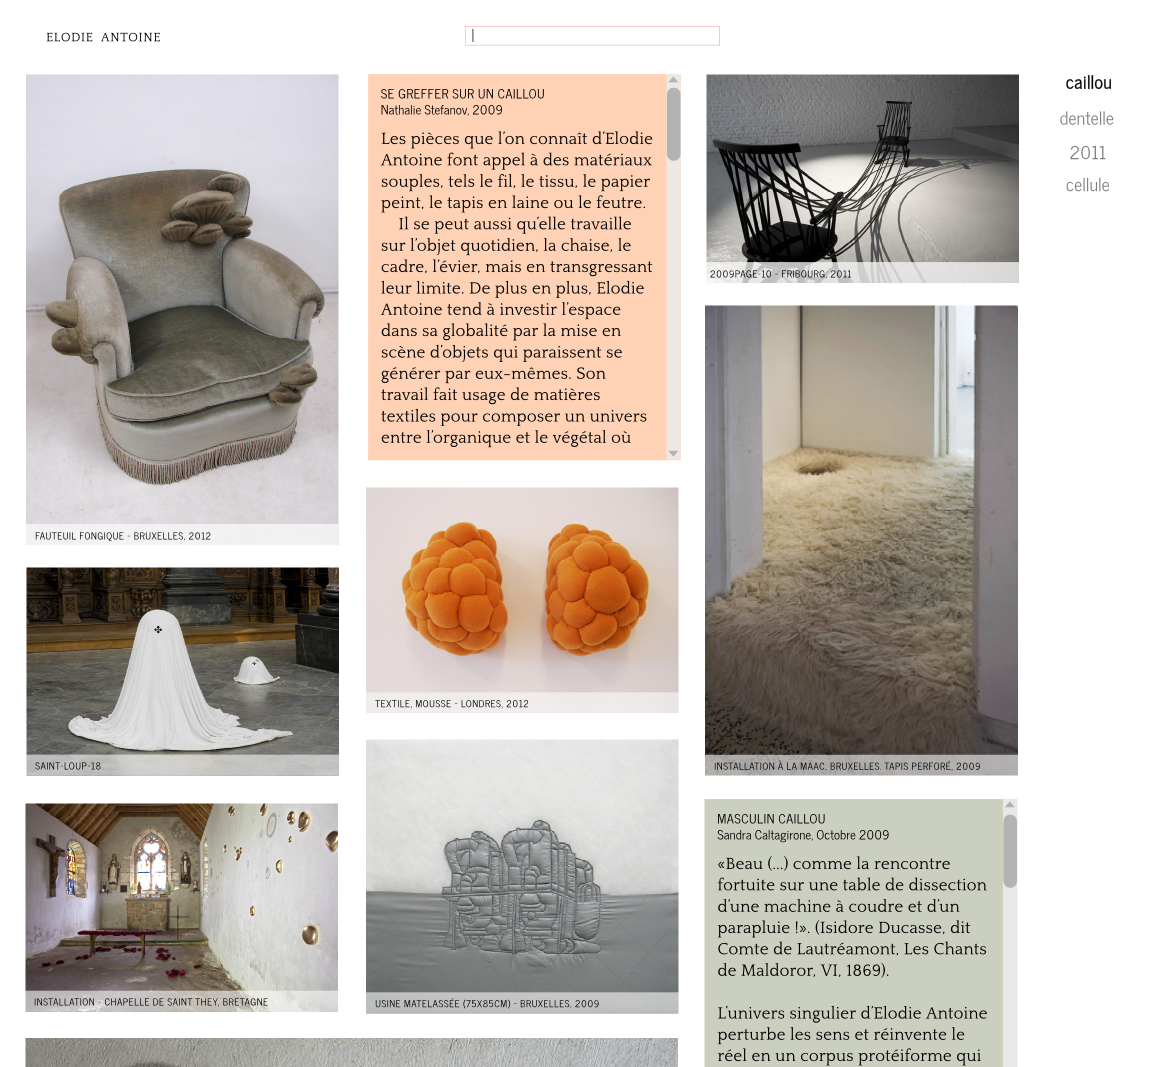 ELODIE ANTOINE
FAUTEUIL FONGIQUE - BRUXELLES, 2012
SAINT-LOUP-18
INSTALLATION - CHAPELLE DE SAINT THEY, BRETAGNE
SE GREFFER SUR UN CAILLOU
Nathalie Stefanov, 2009
Les pièces que l’on connaît d’Elodie
Antoine font appel à des matériaux
souples, tels le fil, le tissu, le papier
peint, le tapis en laine ou le feutre.
Il se peut aussi qu’elle travaille
sur l’objet quotidien, la chaise, le
cadre, l’évier, mais en transgressant
leur limite. De plus en plus, Elodie
Antoine tend à investir l’espace
dans sa globalité par la mise en
scène d’objets qui paraissent se
générer par eux-mêmes. Son
travail fait usage de matières
textiles pour composer un univers
entre l’organique et le végétal où
TEXTILE, MOUSSE - LONDRES, 2012
USINE MATELASSÉE (75X85CM) - BRUXELLES, 2009
2009PAGE-10 - FRIBOURG, 2011
INSTALLATION À LA MAAC, BRUXELLES. TAPIS PERFORÉ, 2009
MASCULIN CAILLOU
Sandra Caltagirone, Octobre 2009
«Beau (...) comme la rencontre
fortuite sur une table de dissection
d’une machine à coudre et d’un
parapluie !». (Isidore Ducasse, dit
Comte de Lautréamont, Les Chants
de Maldoror, VI, 1869).
L’univers singulier d’Elodie Antoine
perturbe les sens et réinvente le
réel en un corpus protéiforme qui
caillou
dentelle
2011
cellule